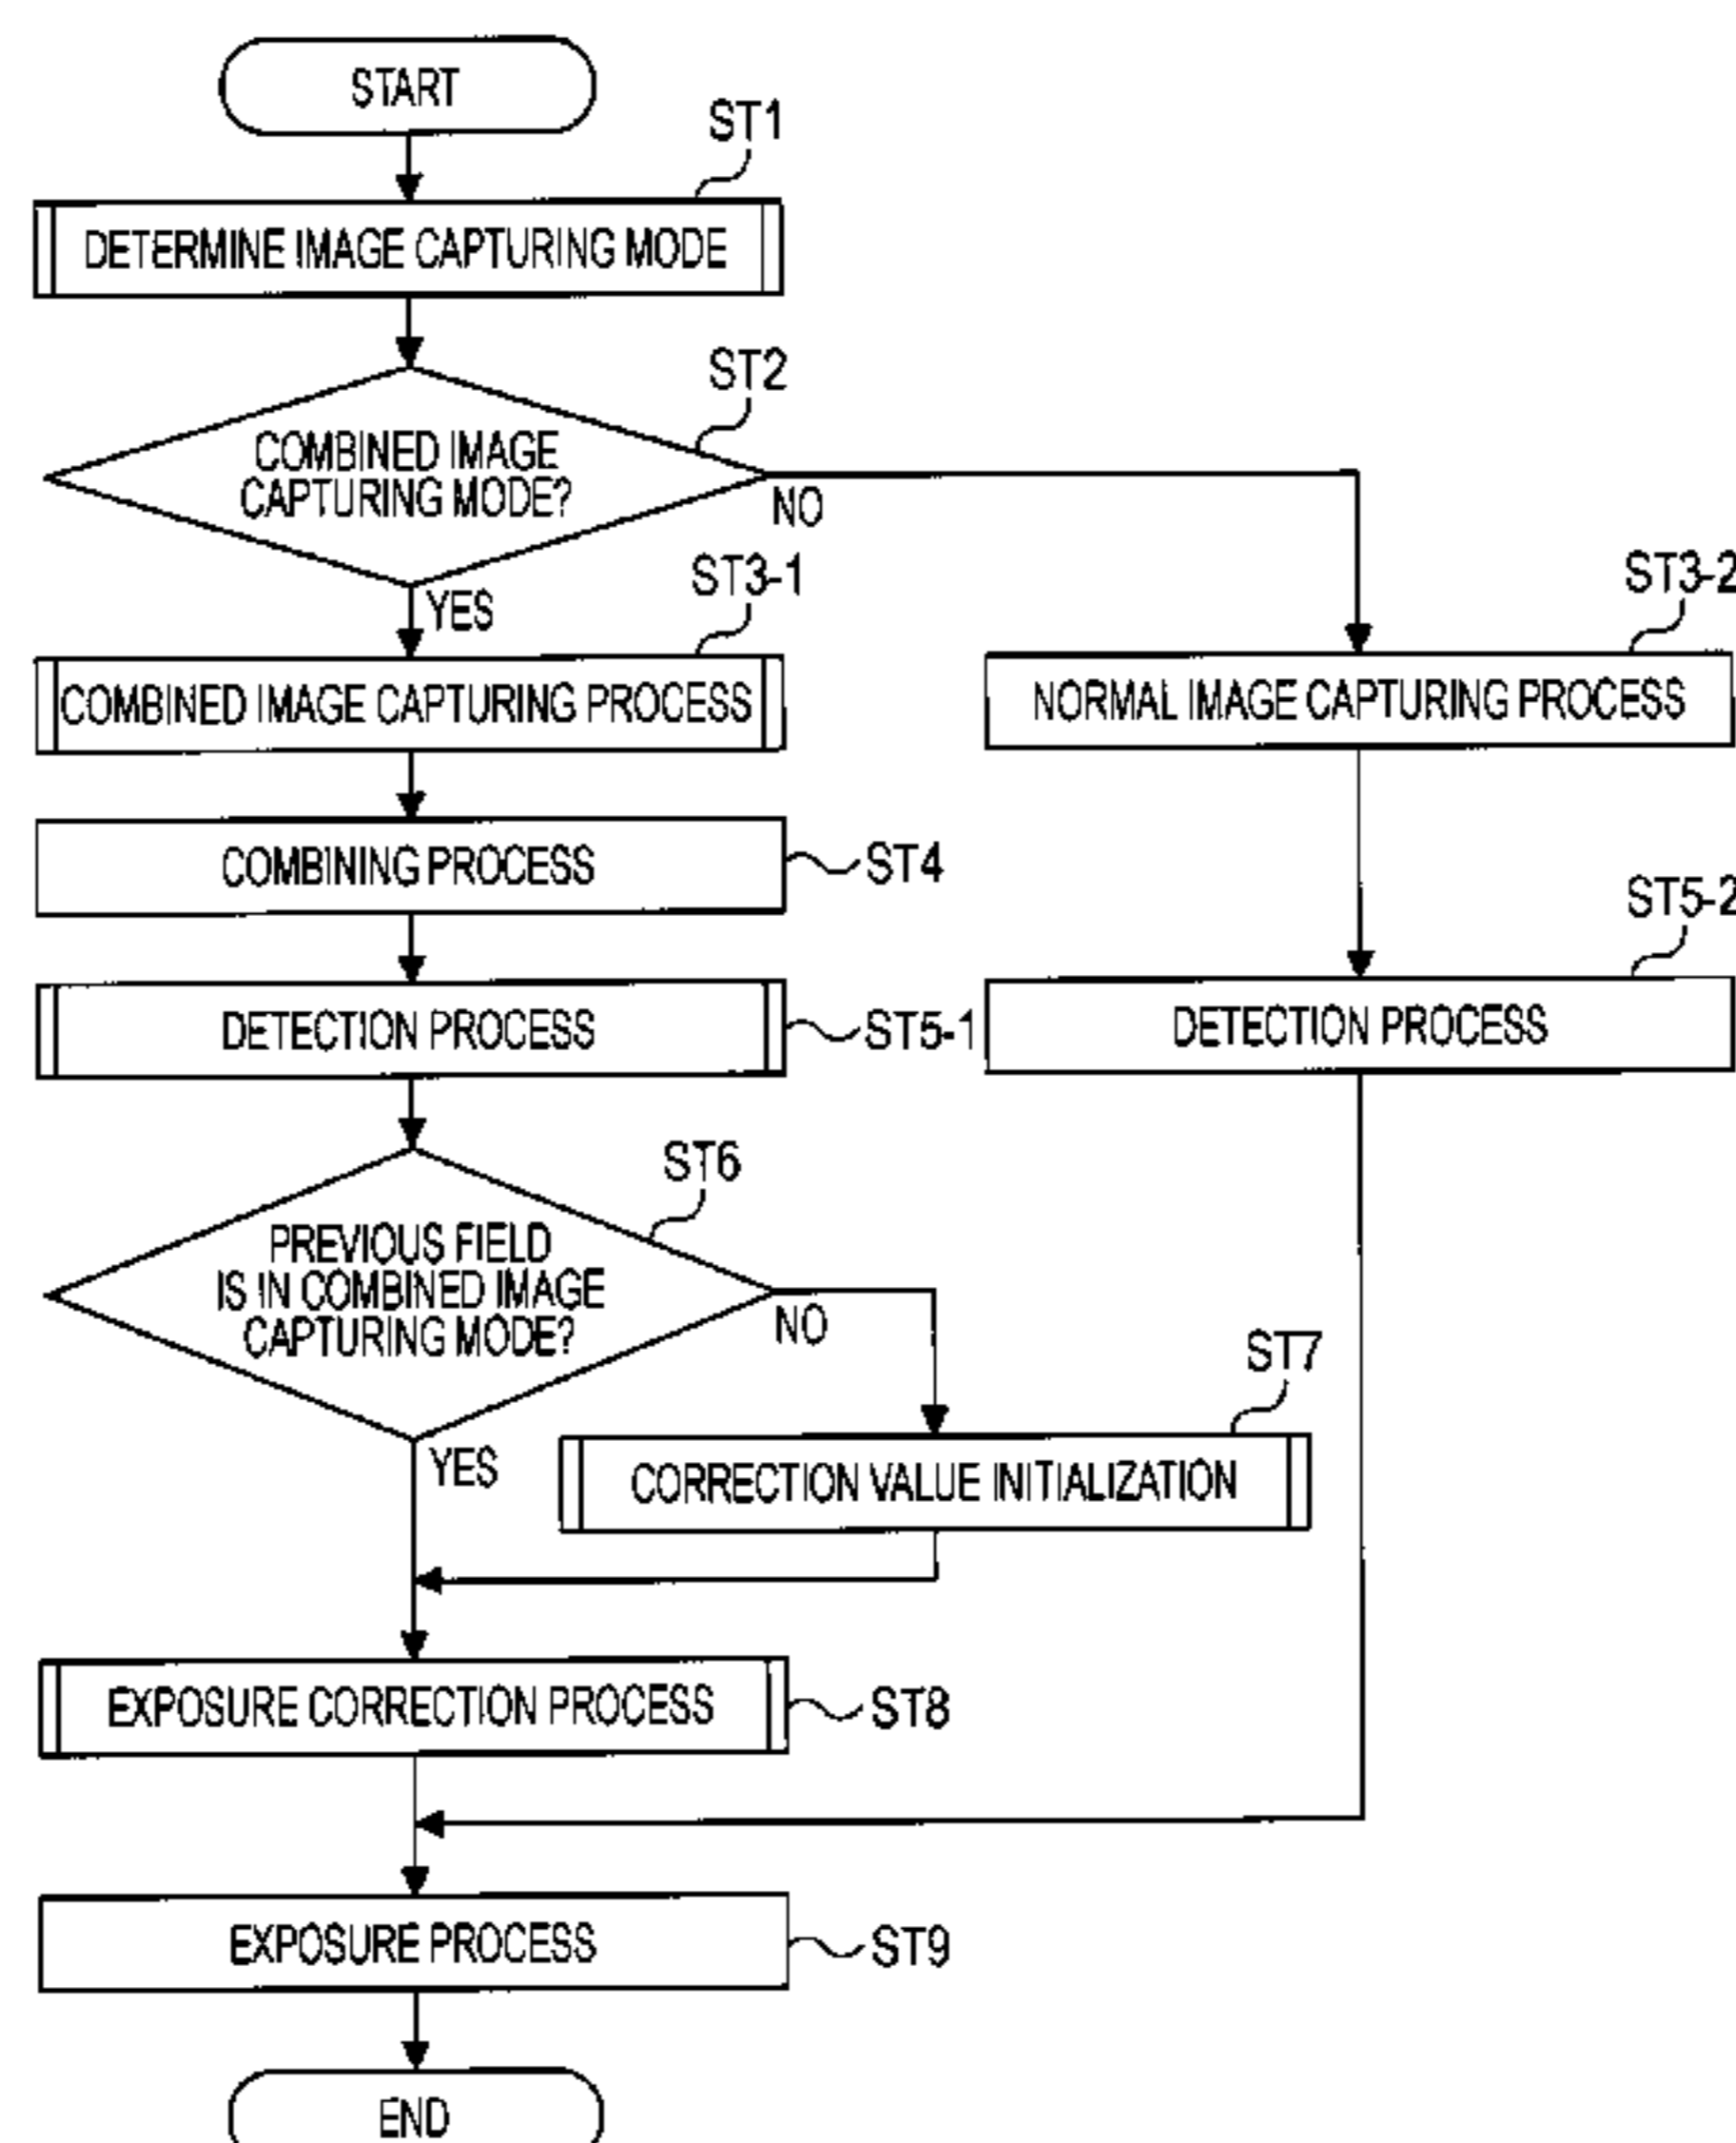 START
ST1
DETERMINE IMAGE CAPTURING MODE
ST2
COMBINED IMAGE
CAPTURING MODE?
NO
YES
ST3-1
COMBINED IMAGE CAPTURING PROCESS
ST3-2
NORMAL IMAGE CAPTURING PROCESS
COMBINING PROCESS
ST4
DETECTION PROCESS
ST5-1
ST5-2
DETECTION PROCESS
ST6
PREVIOUS FIELD
IS IN COMBINED IMAGE
CAPTURING MODE?
NO
YES
ST7
CORRECTION VALUE INITIALIZATION
EXPOSURE CORRECTION PROCESS
ST8
EXPOSURE PROCESS
ST9
END